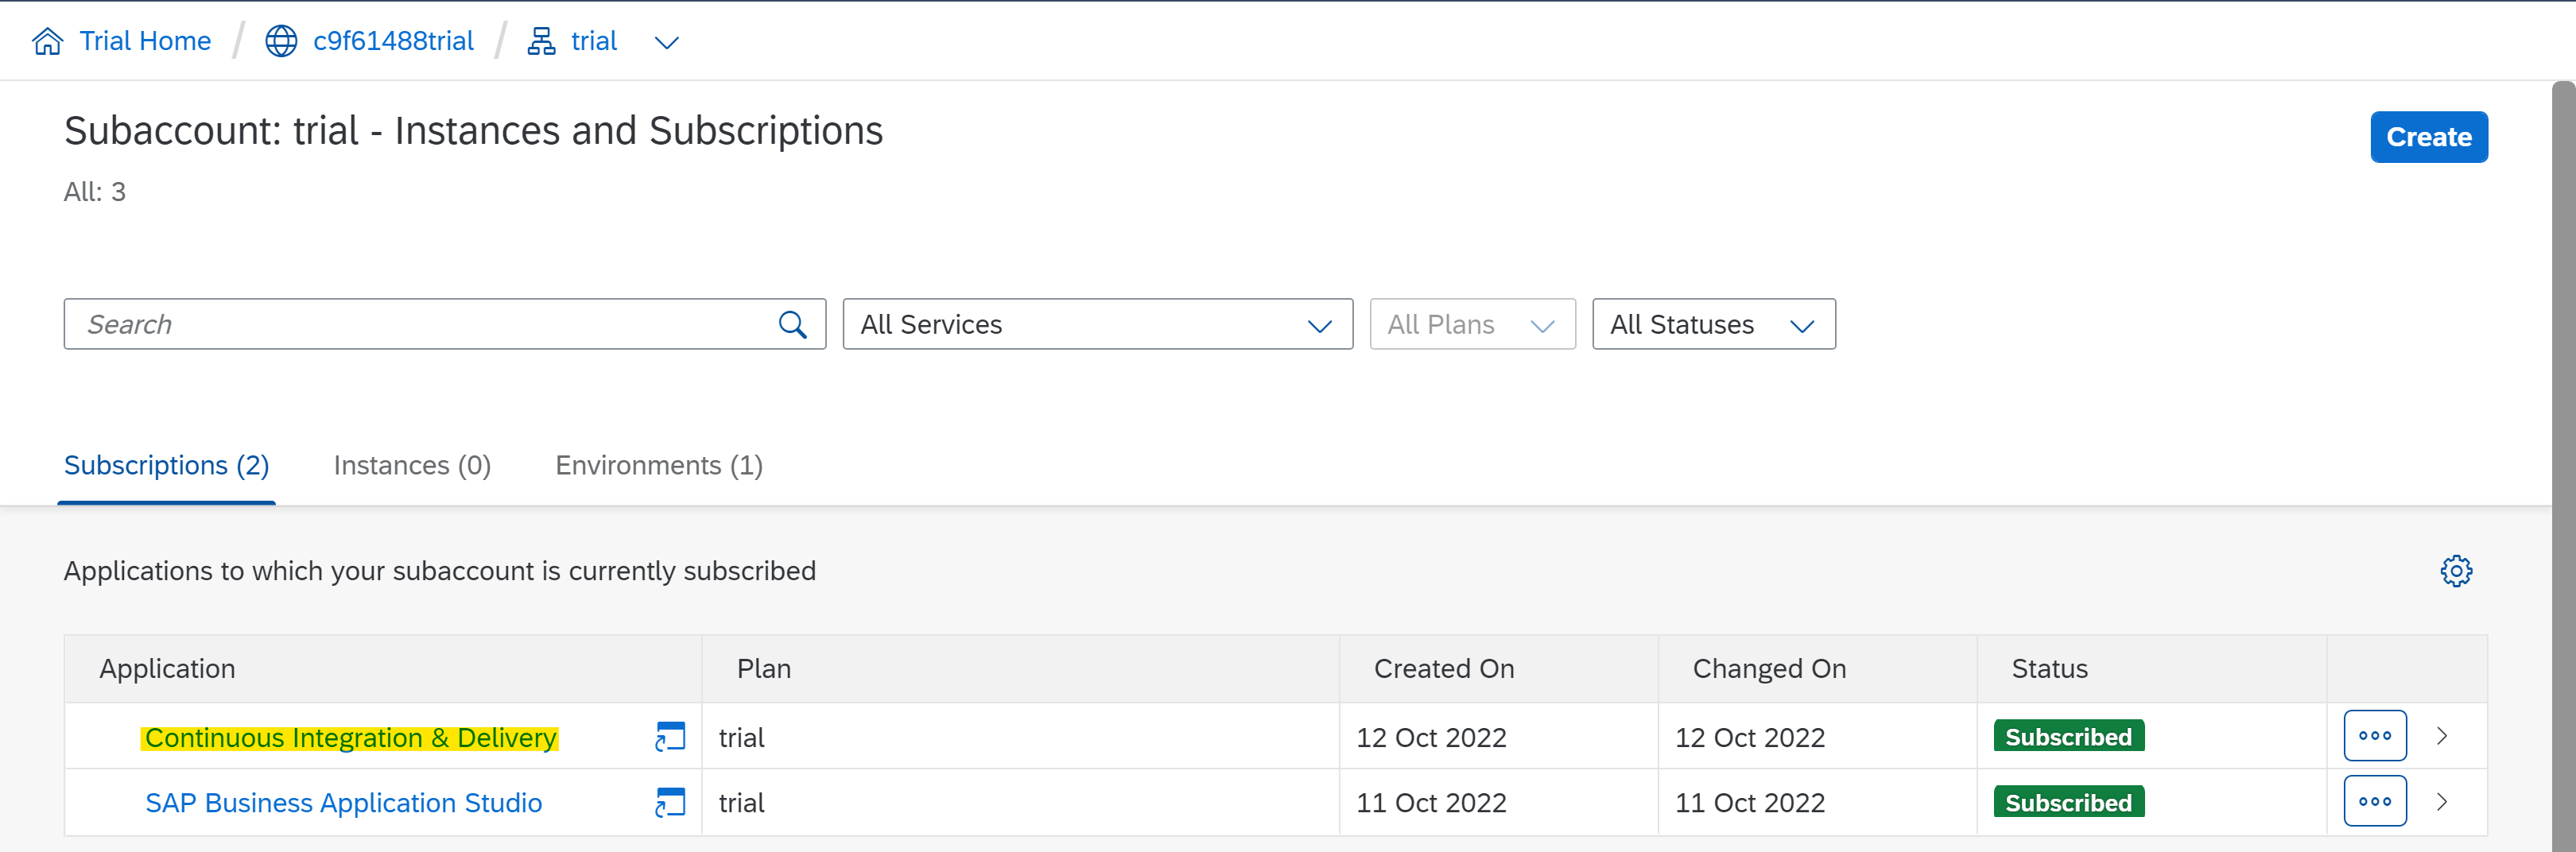 Trial Home / c9f61488trial / trial
Subaccount: trial - Instances and Subscriptions
Create
All: 3
Search All Services All Plans All Statuses
Subscriptions (2) Instances (0) Environments (1)
Applications to which your subaccount is currently subscribed
Application Plan Created On Changed On Status
Continuous Integration & Delivery trial 12 Oct 2022 12 Oct 2022 Subscribed
SAP Business Application Studio trial 11 Oct 2022 11 Oct 2022 Subscribed